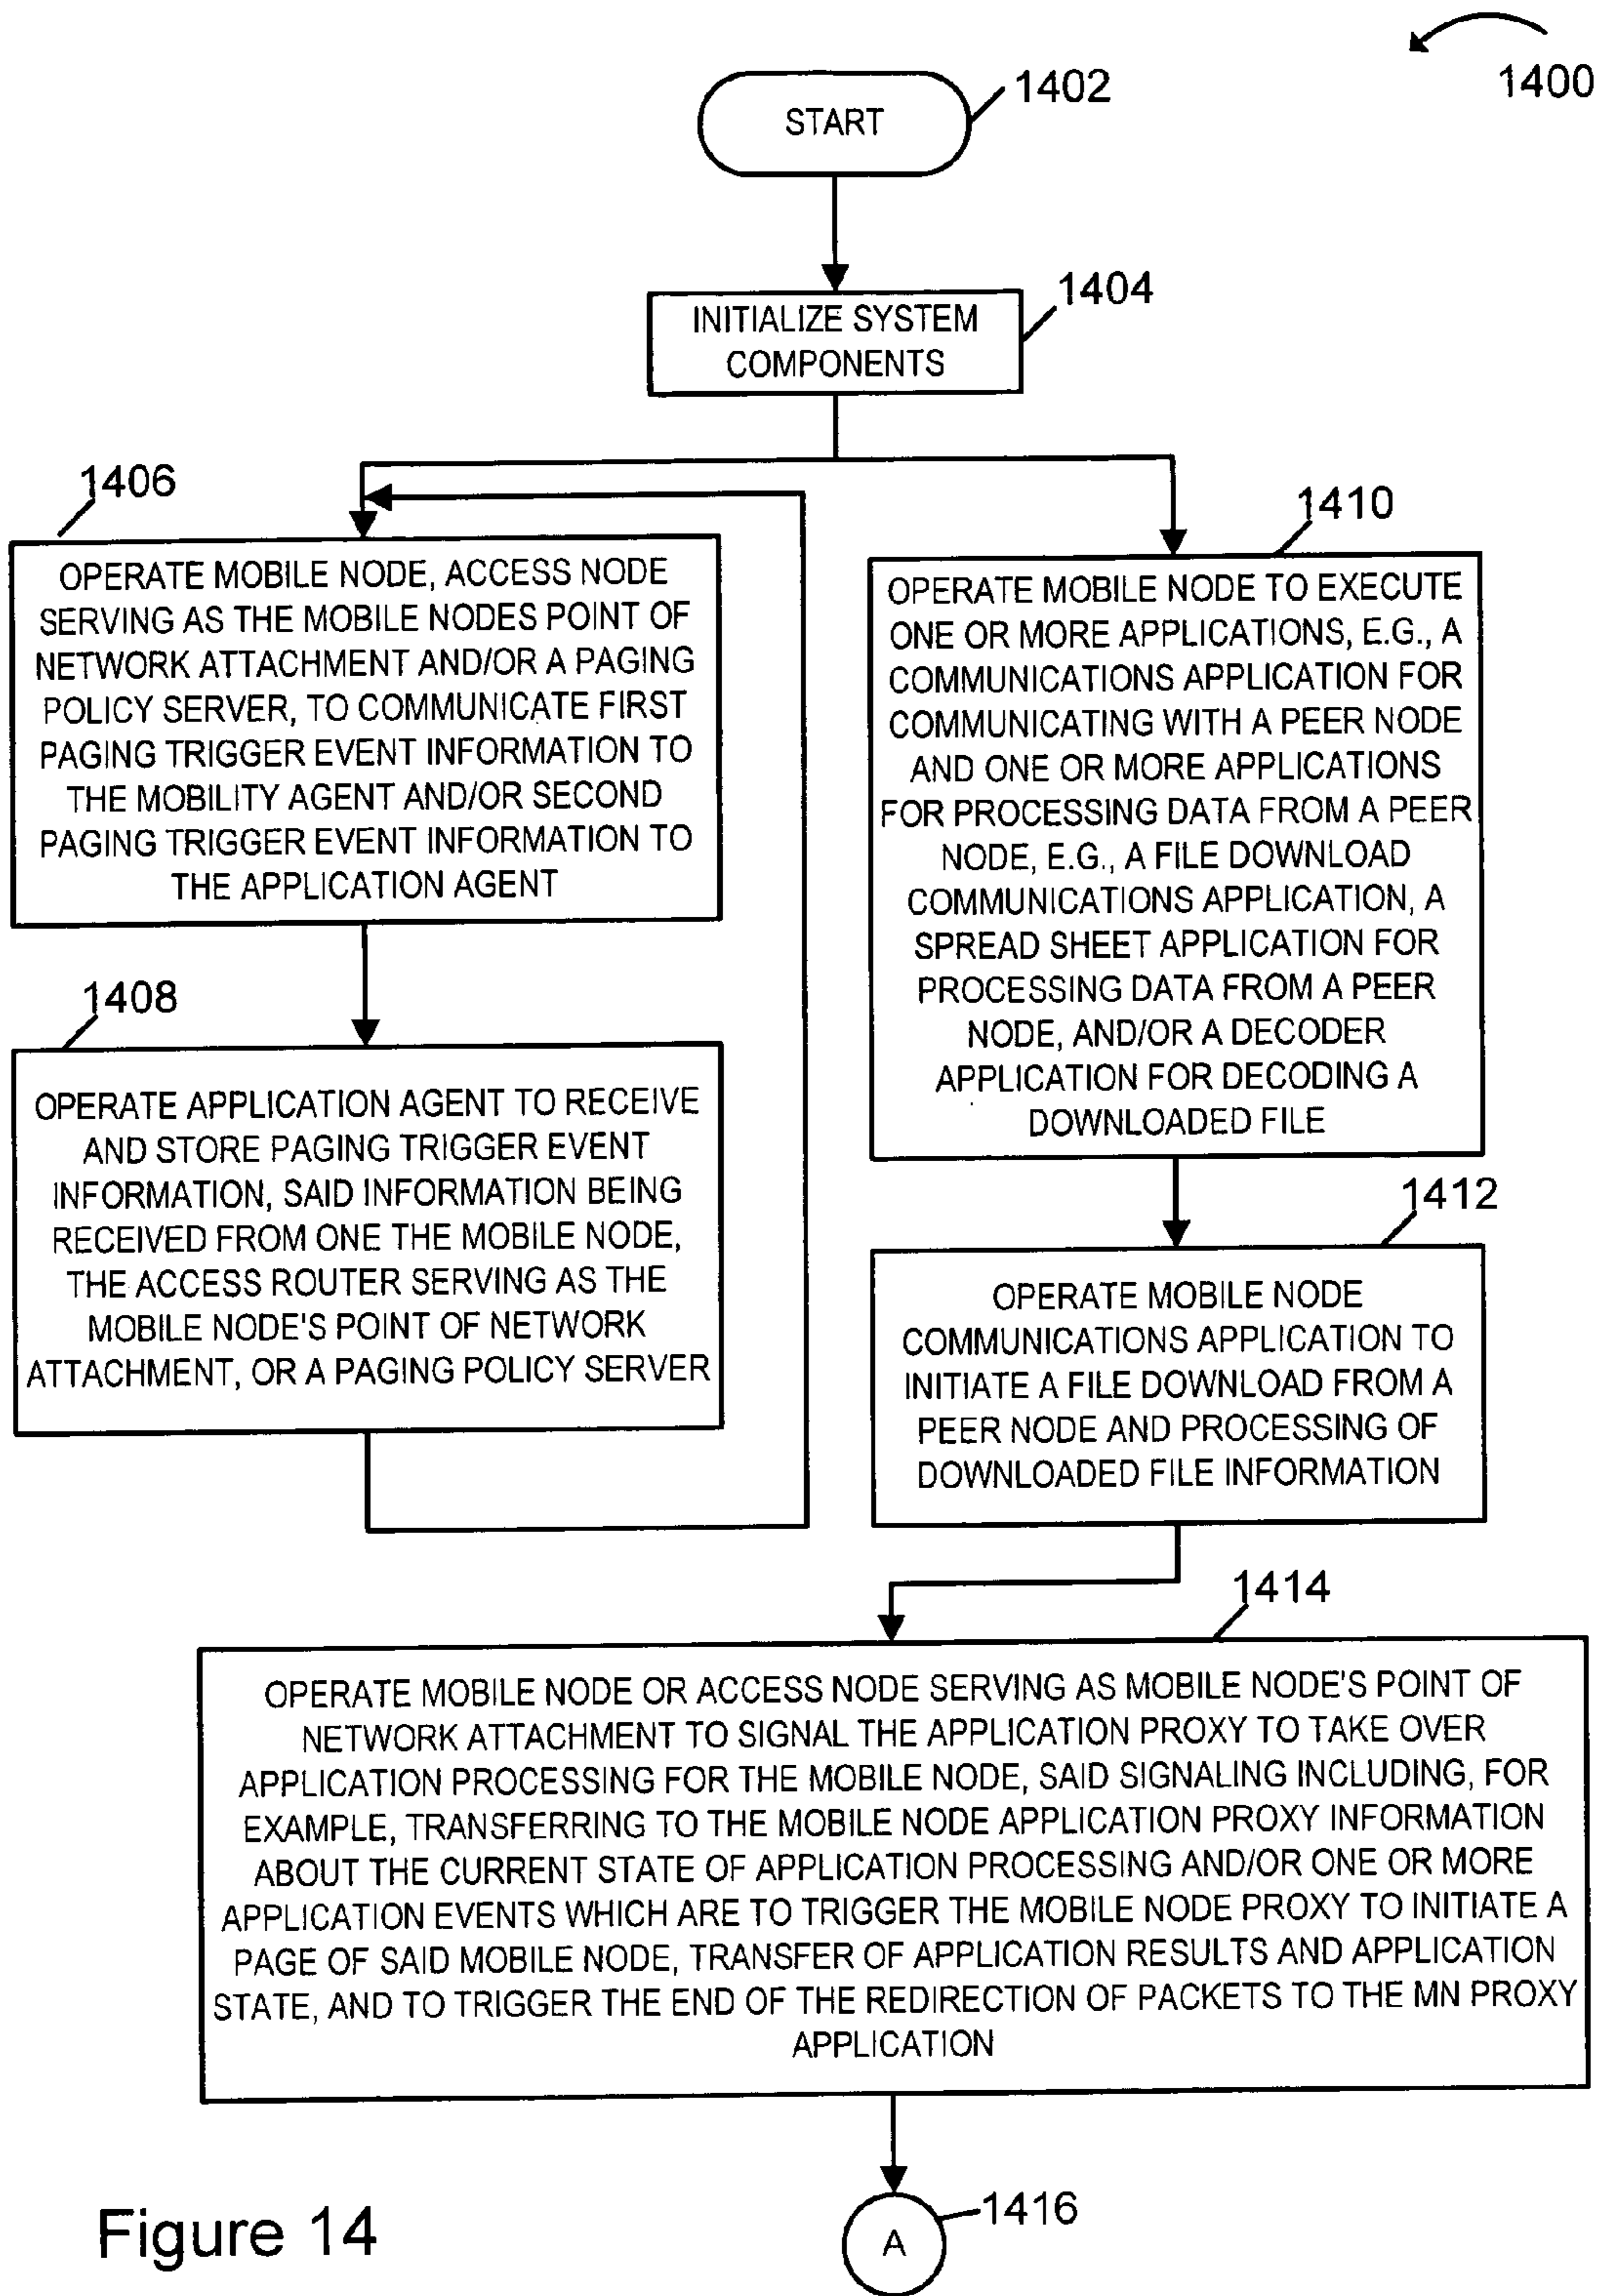 1400
1402
START
1404
INITIALIZE SYSTEM
COMPONENTS
1406
OPERATE MOBILE NODE, ACCESS NODE
SERVING AS THE MOBILE NODES POINT OF
NETWORK ATTACHMENT AND/OR A PAGING
POLICY SERVER, TO COMMUNICATE FIRST
PAGING TRIGGER EVENT INFORMATION TO
THE MOBILITY AGENT AND/OR SECOND
PAGING TRIGGER EVENT INFORMATION TO
THE APPLICATION AGENT
1408
OPERATE APPLICATION AGENT TO RECEIVE
AND STORE PAGING TRIGGER EVENT
INFORMATION, SAID INFORMATION BEING
RECEIVED FROM ONE THE MOBILE NODE,
THE ACCESS ROUTER SERVING AS THE
MOBILE NODE'S POINT OF NETWORK
ATTACHMENT, OR A PAGING POLICY SERVER
1410
OPERATE MOBILE NODE TO EXECUTE
ONE OR MORE APPLICATIONS, E.G., A
COMMUNICATIONS APPLICATION FOR
COMMUNICATING WITH A PEER NODE
AND ONE OR MORE APPLICATIONS
FOR PROCESSING DATA FROM A PEER
NODE, E.G., A FILE DOWNLOAD
COMMUNICATIONS APPLICATION, A
SPREAD SHEET APPLICATION FOR
PROCESSING DATA FROM A PEER
NODE, AND/OR A DECODER
APPLICATION FOR DECODING A
DOWNLOADED FILE
1412
OPERATE MOBILE NODE
COMMUNICATIONS APPLICATION TO
INITIATE A FILE DOWNLOAD FROM A
PEER NODE AND PROCESSING OF
DOWNLOADED FILE INFORMATION
1414
OPERATE MOBILE NODE OR ACCESS NODE SERVING AS MOBILE NODE'S POINT OF
NETWORK ATTACHMENT TO SIGNAL THE APPLICATION PROXY TO TAKE OVER
APPLICATION PROCESSING FOR THE MOBILE NODE, SAID SIGNALING INCLUDING, FOR
EXAMPLE, TRANSFERRING TO THE MOBILE NODE APPLICATION PROXY INFORMATION
ABOUT THE CURRENT STATE OF APPLICATION PROCESSING AND/OR ONE OR MORE
APPLICATION EVENTS WHICH ARE TO TRIGGER THE MOBILE NODE PROXY TO INITIATE A
PAGE OF SAID MOBILE NODE, TRANSFER OF APPLICATION RESULTS AND APPLICATION
STATE, AND TO TRIGGER THE END OF THE REDIRECTION OF PACKETS TO THE MN PROXY
APPLICATION
1416
A
Figure 14